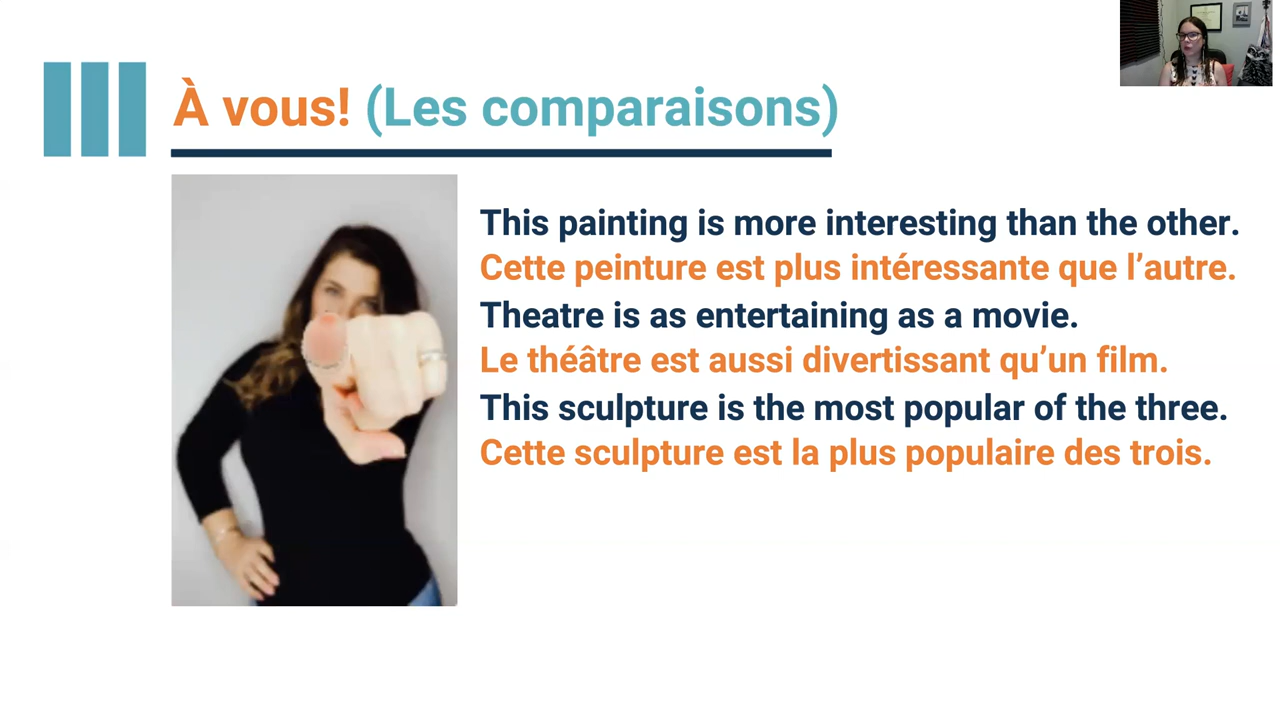 À vous! (Les comparaisons)
This painting is more interesting than the other.
Cette peinture est plus intéressante que l’autre.
Theatre is as entertaining as a movie.
Le théâtre est aussi divertissant qu’un film.
This sculpture is the most popular of the three.
Cette sculpture est la plus populaire des trois.